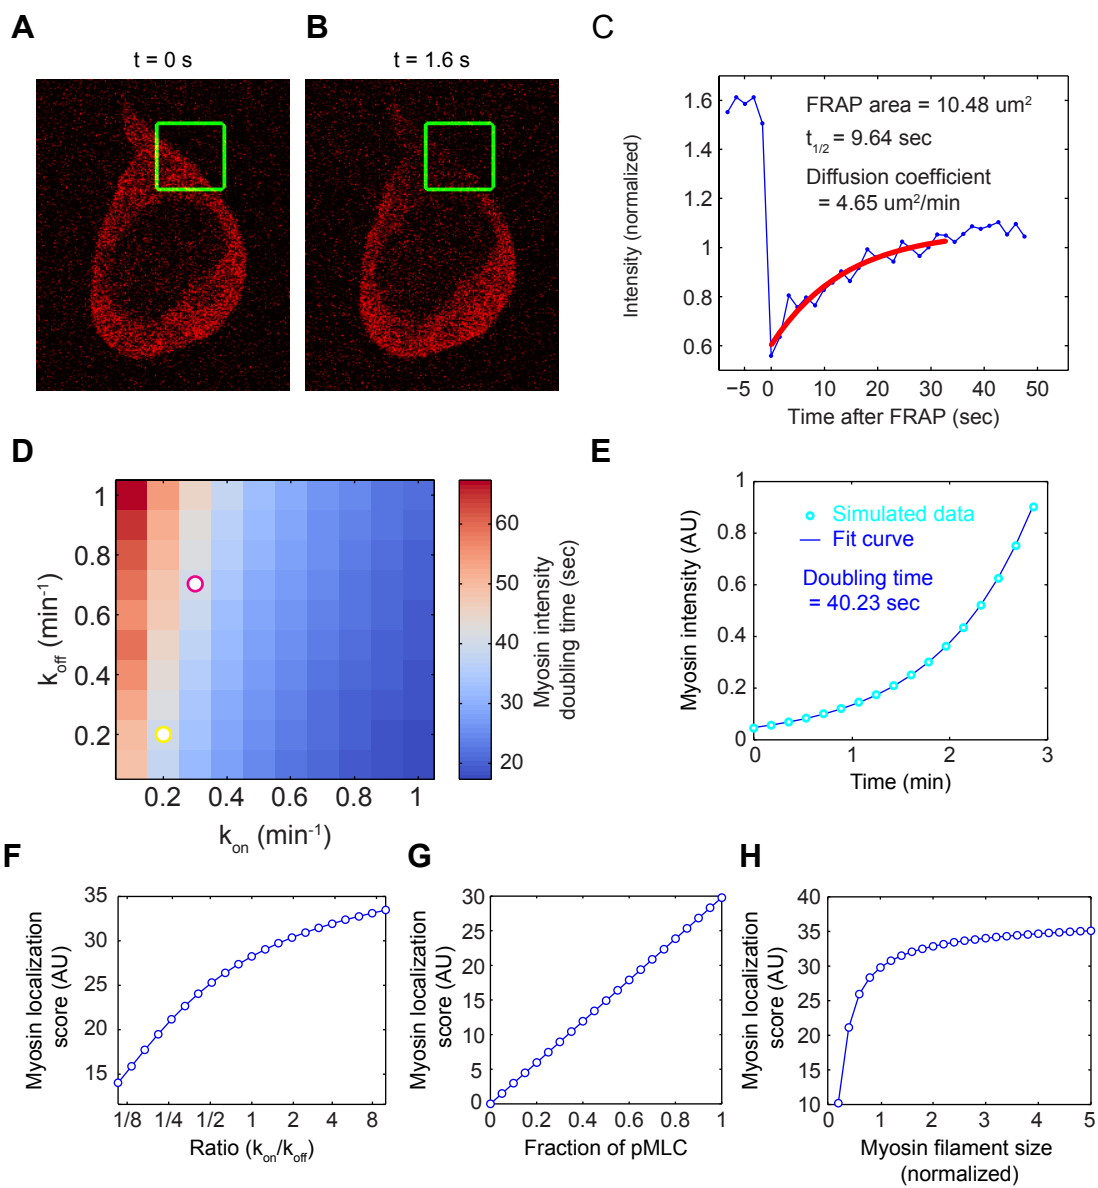 A
t = 0 s
B
t = 1.6 s
C
Intensity (normalized)
1.6
1.4
1.2
1
0.8
0.6
FRAP area = 10.48 um²
t1/2 = 9.64 sec
Diffusion coefficient
= 4.65 um²/min
−5 0 10 20 30 40 50
Time after FRAP (sec)
D
koff (min⁻¹)
1
0.8
0.6
0.4
0.2
0.2 0.4 0.6 0.8 1
kon (min⁻¹)
60
50
40
30
20
Myosin intensity
doubling time (sec)
E
Myosin intensity (AU)
1
0.8
0.6
0.4
0.2
0
Simulated data
Fit curve
Doubling time
= 40.23 sec
0 1 2 3
Time (min)
F
Myosin localization
score (AU)
35
30
25
20
15
1/8 1/4 1/2 1 2 4 8
Ratio (kon/koff)
G
Myosin localization
score (AU)
30
25
20
15
10
5
0
0 0.2 0.4 0.6 0.8 1
Fraction of pMLC
H
Myosin localization
score (AU)
40
35
30
25
20
15
10
0 1 2 3 4 5
Myosin filament size
(normalized)